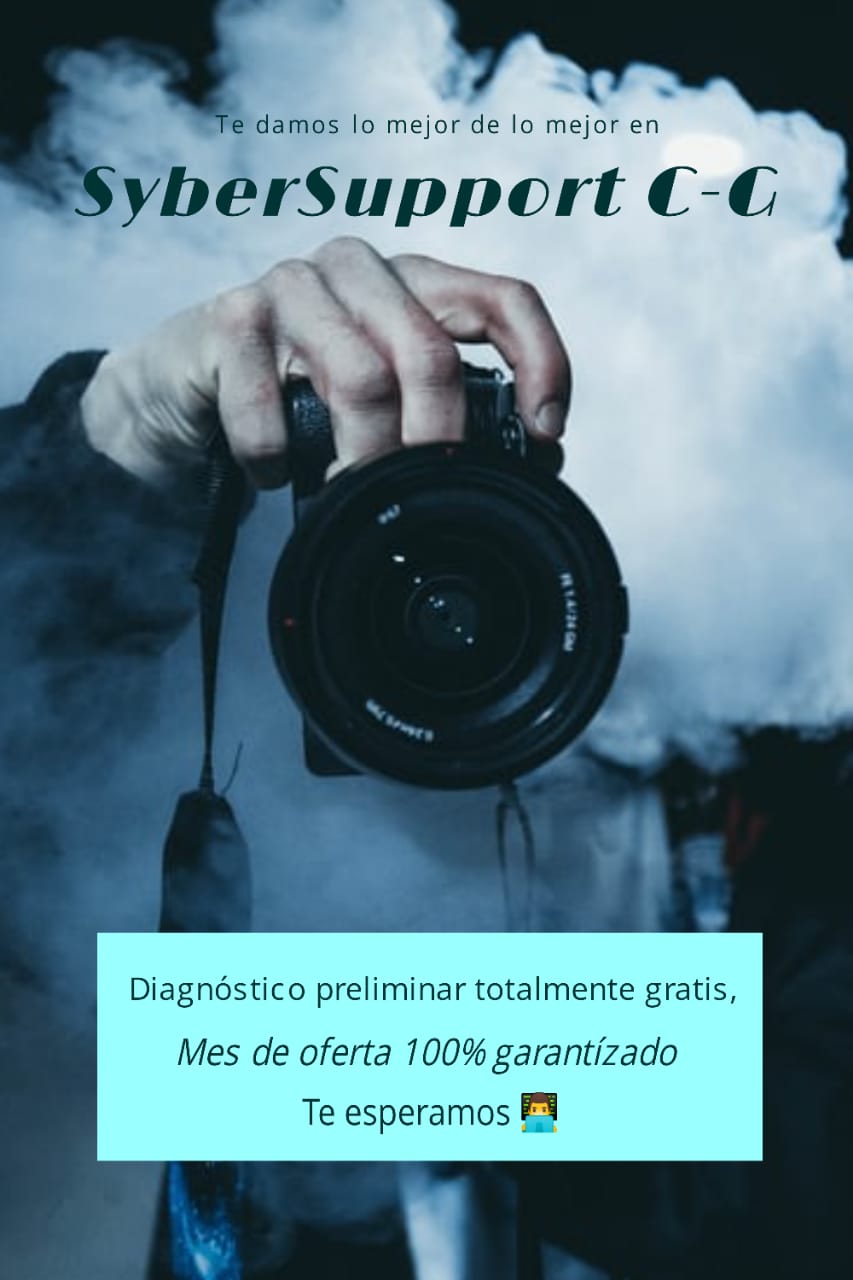 Te damos lo mejor de lo mejor en
SyberSupport C-G
Diagnóstico preliminar totalmente gratis,
Mes de oferta 100% garantízado
Te esperamos